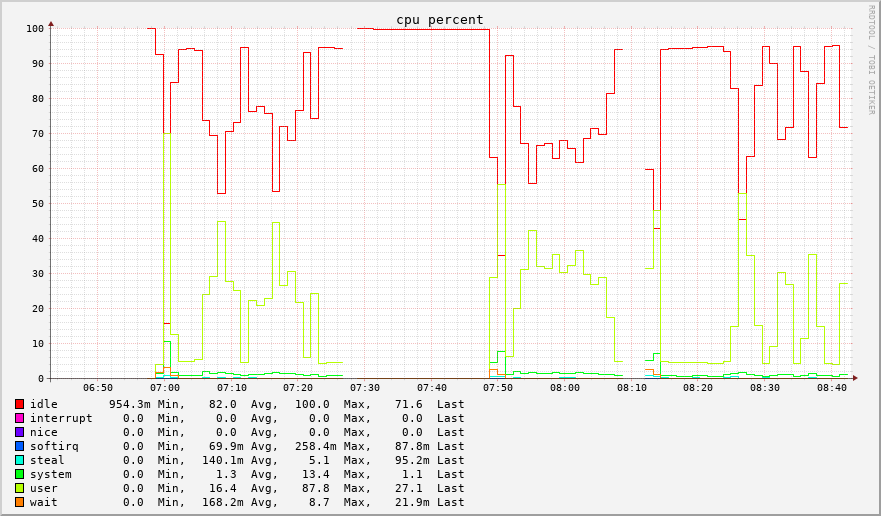 cpu percent
RRDTOOL / TOBI OETIKER
100
90
80
70
60
50
40
30
20
10
0
06:50 07:00 07:10 07:20 07:30 07:40 07:50 08:00 08:10 08:20 08:30 08:40
idle 954.3m Min, 82.0 Avg, 100.0 Max, 71.6 Last
interrupt 0.0 Min, 0.0 Avg, 0.0 Max, 0.0 Last
nice 0.0 Min, 0.0 Avg, 0.0 Max, 0.0 Last
softirq 0.0 Min, 69.9m Avg, 258.4m Max, 87.8m Last
steal 0.0 Min, 140.1m Avg, 5.1 Max, 95.2m Last
system 0.0 Min, 1.3 Avg, 13.4 Max, 1.1 Last
user 0.0 Min, 16.4 Avg, 87.8 Max, 27.1 Last
wait 0.0 Min, 168.2m Avg, 8.7 Max, 21.9m Last